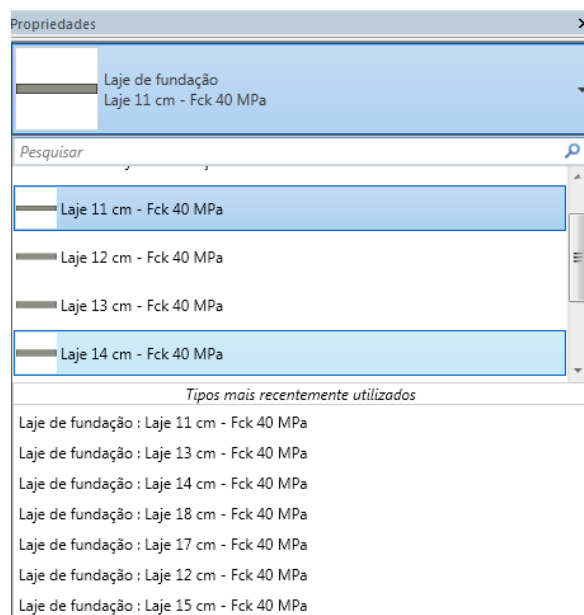 Propriedades
Laje de fundação
Laje 11 cm - Fck 40 MPa
Pesquisar
Laje 11 cm - Fck 40 MPa
Laje 12 cm - Fck 40 MPa
Laje 13 cm - Fck 40 MPa
Laje 14 cm - Fck 40 MPa
Tipos mais recentemente utilizados
Laje de fundação : Laje 11 cm - Fck 40 MPa
Laje de fundação : Laje 13 cm - Fck 40 MPa
Laje de fundação : Laje 14 cm - Fck 40 MPa
Laje de fundação : Laje 18 cm - Fck 40 MPa
Laje de fundação : Laje 17 cm - Fck 40 MPa
Laje de fundação : Laje 12 cm - Fck 40 MPa
Laje de fundação : Laje 15 cm - Fck 40 MPa